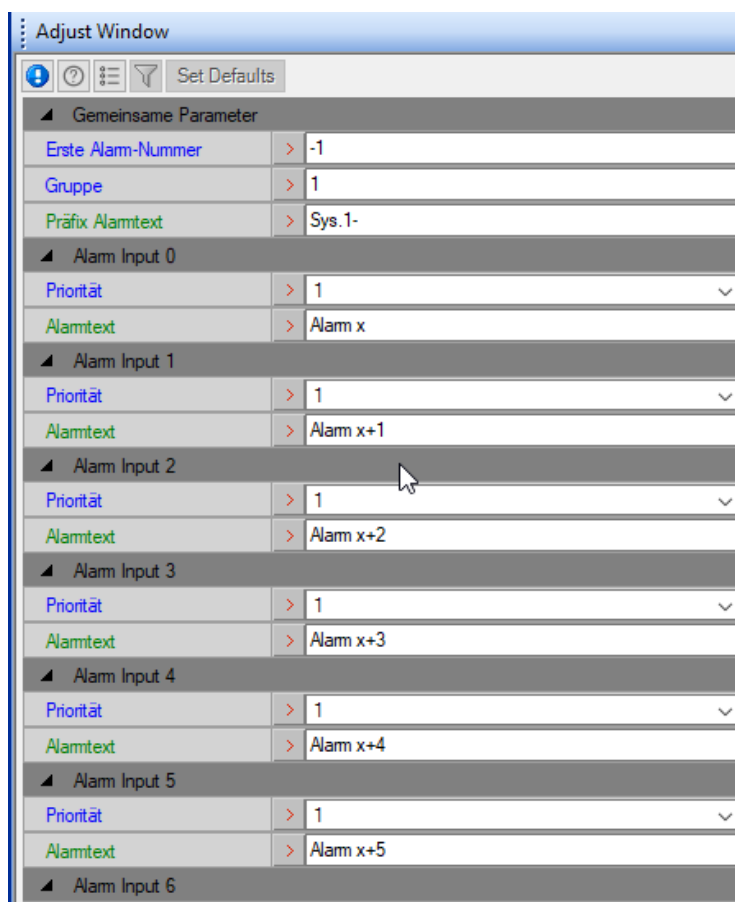 Adjust Window
Set Defaults
Gemeinsame Parameter
Erste Alarm-Nummer > -1
Gruppe > 1
Präfix Alarmtext > Sys.1-
Alarm Input 0
Priorität > 1
Alarmtext > Alarm x
Alarm Input 1
Priorität > 1
Alarmtext > Alarm x+1
Alarm Input 2
Priorität > 1
Alarmtext > Alarm x+2
Alarm Input 3
Priorität > 1
Alarmtext > Alarm x+3
Alarm Input 4
Priorität > 1
Alarmtext > Alarm x+4
Alarm Input 5
Priorität > 1
Alarmtext > Alarm x+5
Alarm Input 6